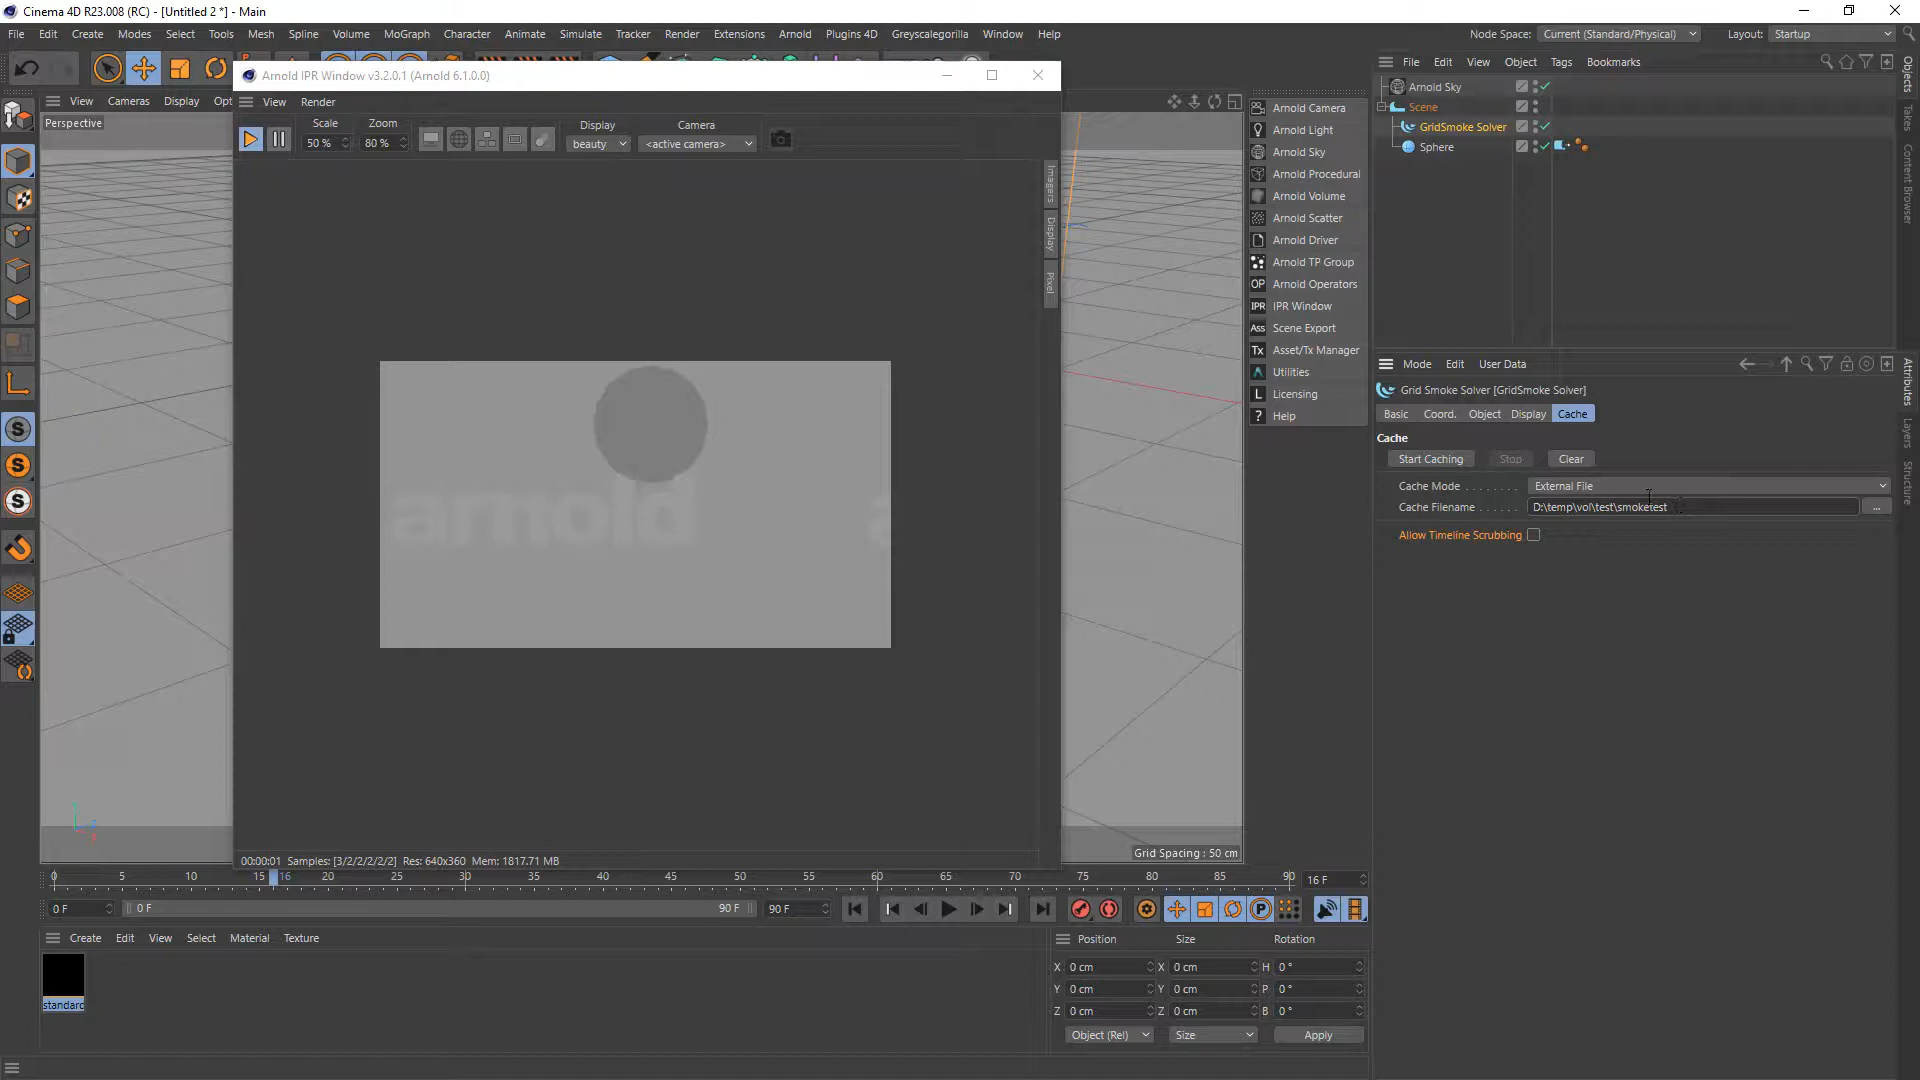 Cinema 4D R23.008 (RC) - [Untitled 2 *] - Main
File Edit Create Modes Select Tools Mesh Spline Volume MoGraph Character Animate Simulate Tracker Render Extensions Arnold Plugins 4D Greyscalegorilla Window Help
Node Space: Current (Standard/Physical) Layout: Startup
View Cameras Display Opt
Perspective
Arnold IPR Window v3.2.0.1 (Arnold 6.1.0.0)
View Render
Scale Zoom Display Camera
50 % 80 % beauty <active camera>
Imagers
Display
Pixel
arnold a
00:00:01 Samples: [3/2/2/2/2/2] Res: 640x360 Mem: 1817.71 MB
Grid Spacing : 50 cm
Arnold Camera
Arnold Light
Arnold Sky
Arnold Procedural
Arnold Volume
Arnold Scatter
Arnold Driver
Arnold TP Group
OP Arnold Operators
IPR IPR Window
Ass Scene Export
Tx Asset/Tx Manager
Utilities
L Licensing
? Help
File Edit View Object Tags Bookmarks
Arnold Sky
Scene
GridSmoke Solver
Sphere
Objects
Takes
Content Browser
Mode Edit User Data
Grid Smoke Solver [GridSmoke Solver]
Basic Coord. Object Display Cache
Cache
Start Caching Stop Clear
Cache Mode . . . . . . . . External File
Cache Filename . . . . . . D:\temp\vol\test\smoketest ...
Allow Timeline Scrubbing
Attributes
Layers
Structure
0 5 10 15 16 20 25 30 35 40 45 50 55 60 65 70 75 80 85 90 16 F
0 F 0 F 90 F 90 F
Create Edit View Select Material Texture
standard
Position Size Rotation
X 0 cm X 0 cm H 0 °
Y 0 cm Y 0 cm P 0 °
Z 0 cm Z 0 cm B 0 °
Object (Rel) Size Apply